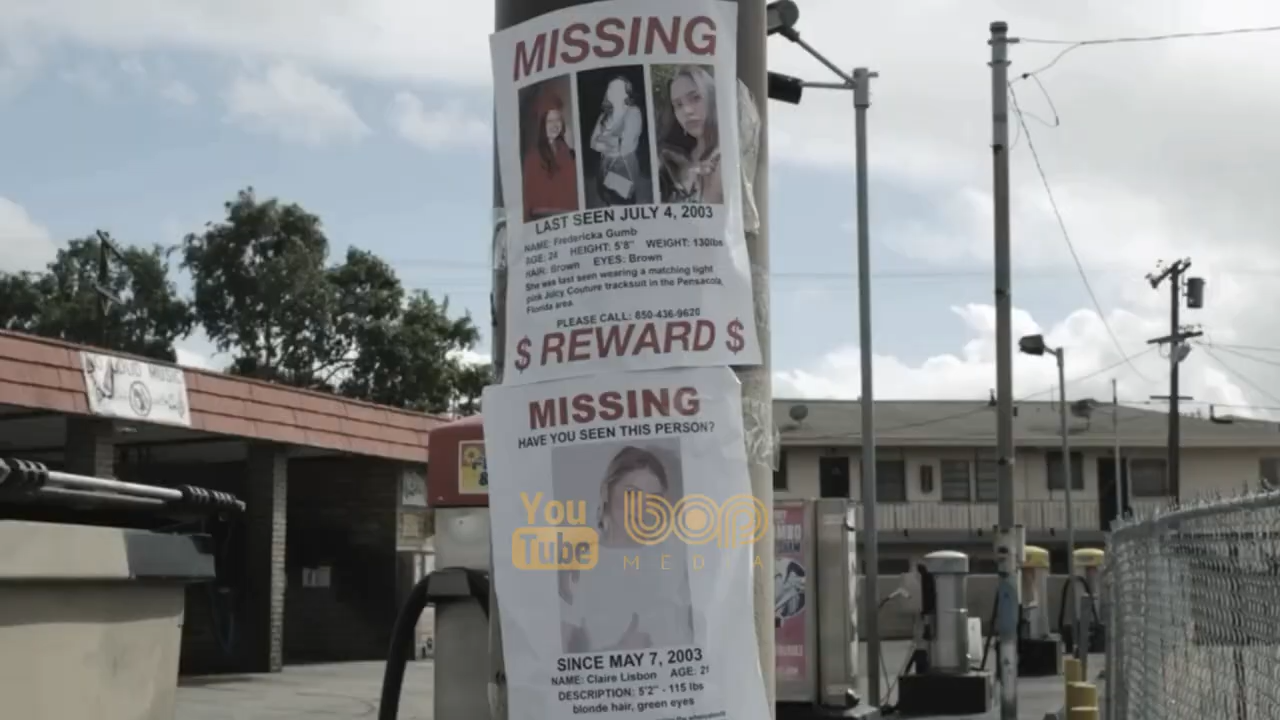 MISSING
LAST SEEN JULY 4, 2003
NAME: Fredericka Gumb
AGE: 24 HEIGHT: 5'8" WEIGHT: 130lbs
HAIR: Brown EYES: Brown
She was last seen wearing a matching light
pink Juicy Couture tracksuit in the Pensacola,
Florida area.
PLEASE CALL: 850-436-9620
$ REWARD $
MISSING
HAVE YOU SEEN THIS PERSON?
You
Tube
bop
MEDIA
SINCE MAY 7, 2003
NAME: Claire Lisbon AGE: 21
DESCRIPTION: 5'2" - 115 lbs
blonde hair, green eyes
MUSIC